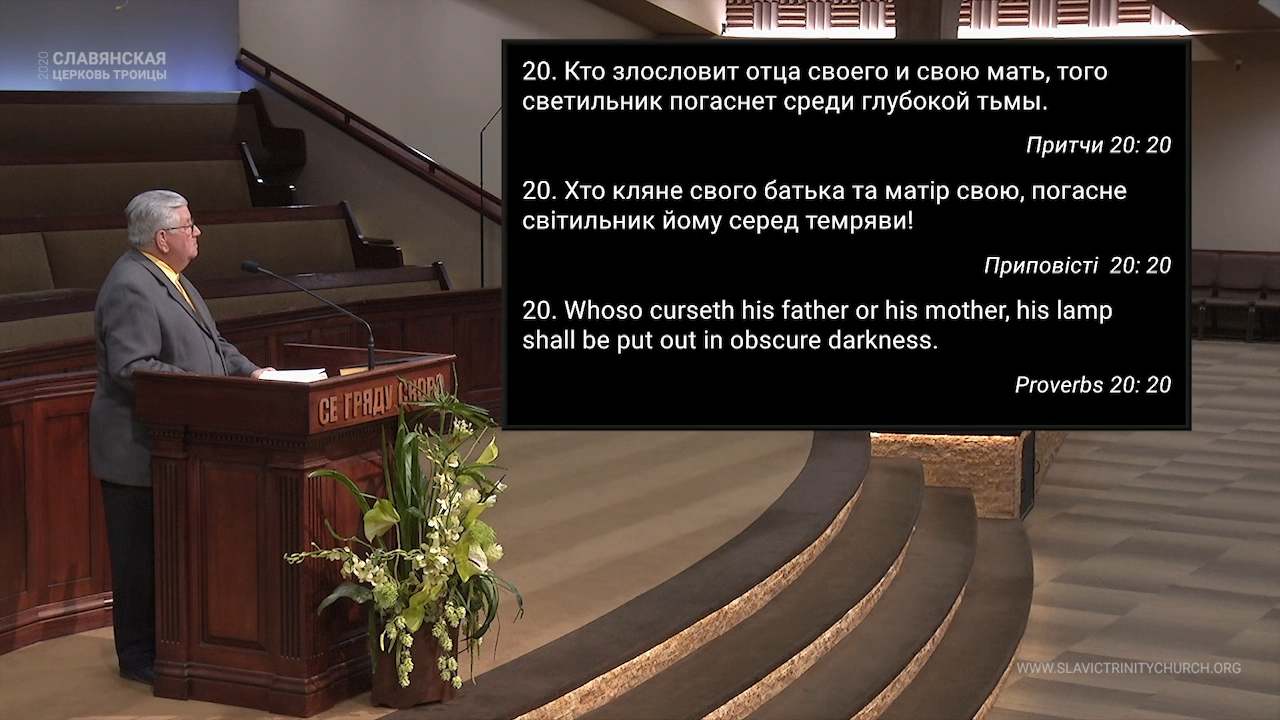 2020
СЛАВЯНСКАЯ
ЦЕРКОВЬ ТРОИЦЫ
20. Кто злословит отца своего и свою мать, того
светильник погаснет среди глубокой тьмы.
Притчи 20: 20
20. Хто кляне свого батька та матір свою, погасне
світильник йому серед темряви!
Приповісті 20: 20
20. Whoso curseth his father or his mother, his lamp
shall be put out in obscure darkness.
Proverbs 20: 20
СЕ ГРЯДУ СКОРО
WWW.SLAVICTRINITYCHURCH.ORG